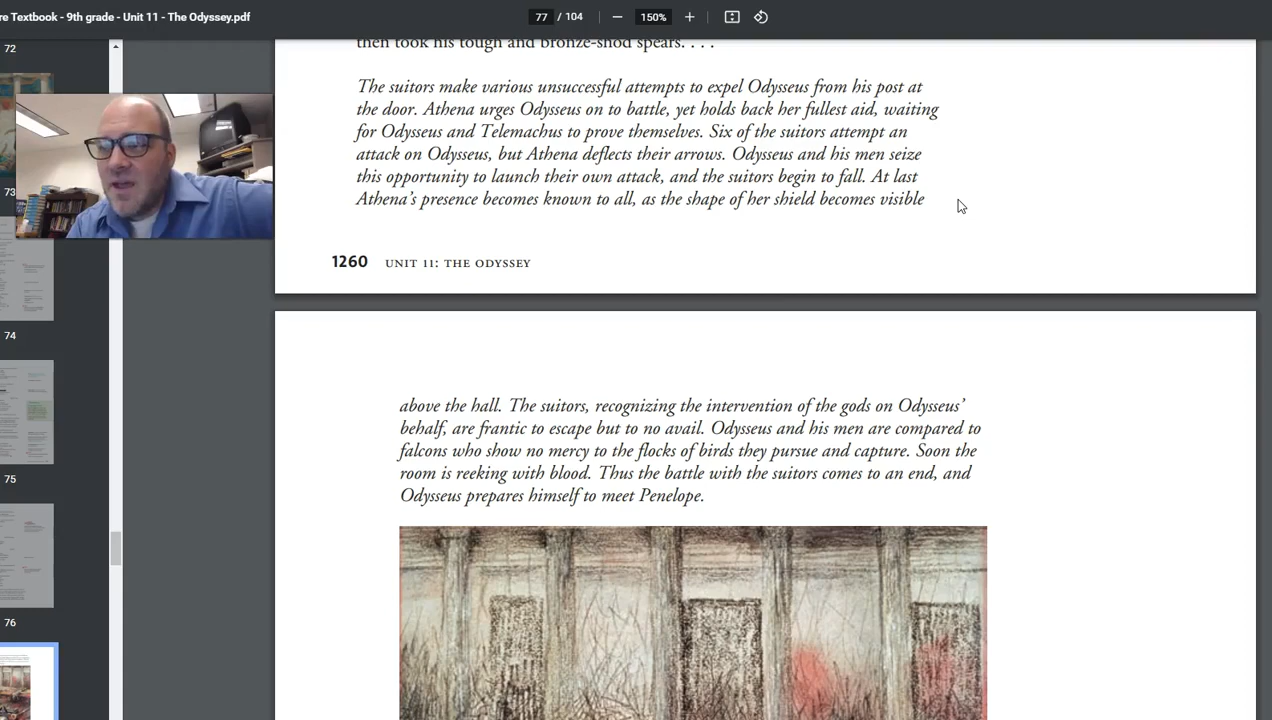 re Textbook - 9th grade - Unit 11 - The Odyssey.pdf
77 / 104
150%
72
73
74
75
76
then took his tough and bronze-shod spears. . . .
The suitors make various unsuccessful attempts to expel Odysseus from his post at
the door. Athena urges Odysseus on to battle, yet holds back her fullest aid, waiting
for Odysseus and Telemachus to prove themselves. Six of the suitors attempt an
attack on Odysseus, but Athena deflects their arrows. Odysseus and his men seize
this opportunity to launch their own attack, and the suitors begin to fall. At last
Athena's presence becomes known to all, as the shape of her shield becomes visible
1260 UNIT 11: THE ODYSSEY
above the hall. The suitors, recognizing the intervention of the gods on Odysseus'
behalf, are frantic to escape but to no avail. Odysseus and his men are compared to
falcons who show no mercy to the flocks of birds they pursue and capture. Soon the
room is reeking with blood. Thus the battle with the suitors comes to an end, and
Odysseus prepares himself to meet Penelope.